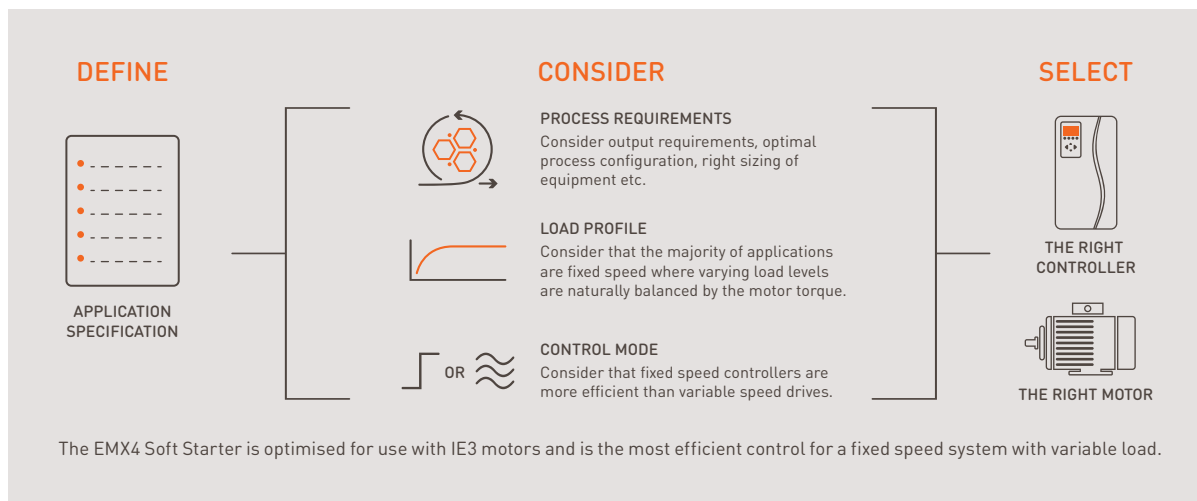 DEFINE
APPLICATION
SPECIFICATION
CONSIDER
PROCESS REQUIREMENTS
Consider output requirements, optimal
process configuration, right sizing of
equipment etc.
LOAD PROFILE
Consider that the majority of applications
are fixed speed where varying load levels
are naturally balanced by the motor torque.
OR
CONTROL MODE
Consider that fixed speed controllers are
more efficient than variable speed drives.
SELECT
THE RIGHT
CONTROLLER
THE RIGHT MOTOR
The EMX4 Soft Starter is optimised for use with IE3 motors and is the most efficient control for a fixed speed system with variable load.